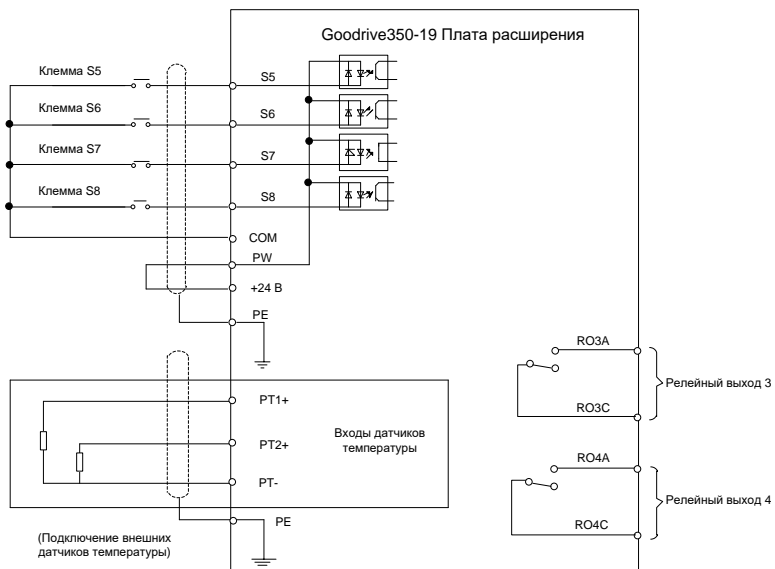 Goodrive350-19 Плата расширения
Клемма S5
S5
Клемма S6
S6
Клемма S7
S7
Клемма S8
S8
COM
PW
+24 В
PE
RO3A
Релейный выход 3
RO3C
PT1+
PT2+
PT-
Входы датчиков
температуры
RO4A
Релейный выход 4
RO4C
PE
(Подключение внешних
датчиков температуры)